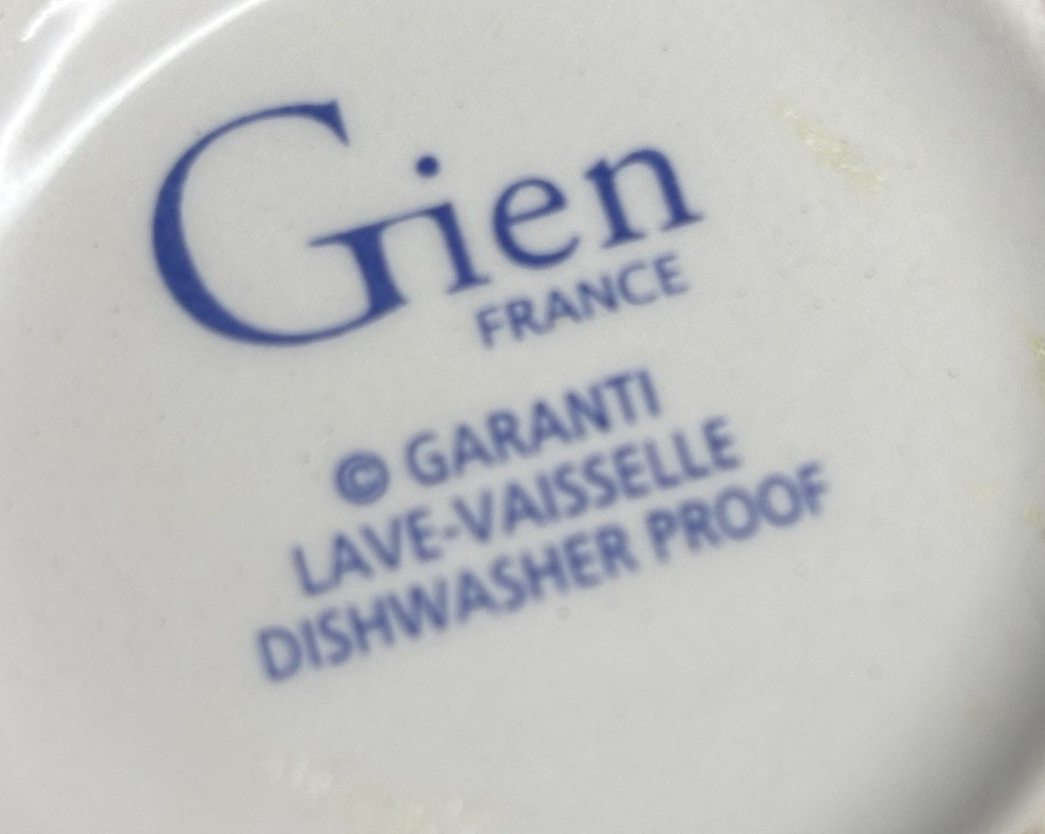 Gien
FRANCE
© GARANTI
LAVE-VAISSELLE
DISHWASHER PROOF